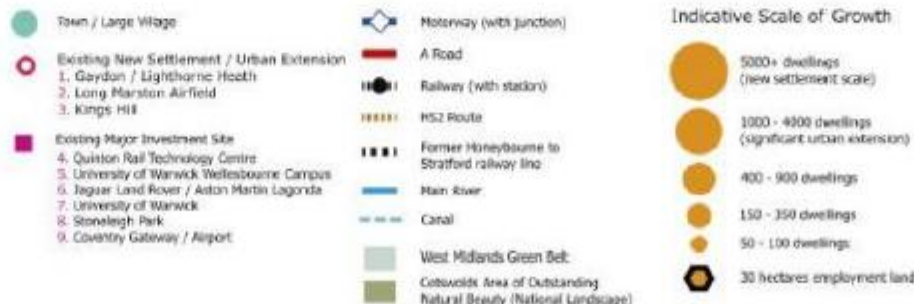 Town / Large Village
Existing New Settlement / Urban Extension
1. Gaydon / Lighthorne Heath
2. Long Marston Airfield
3. Kings Hill
Existing Major Investment Site
4. Quinton Rail Technology Centre
5. University of Warwick Wellesbourne Campus
6. Jaguar Land Rover / Aston Martin Lagonda
7. University of Warwick
8. Stoneleigh Park
9. Coventry Gateway / Airport
Motorway (with junction)
A Road
Railway (with station)
HS2 Route
Former Honeybourne to
Stratford railway line
Main River
Canal
West Midlands Green Belt
Cotswolds Area of Outstanding
Natural Beauty (National Landscape)
Indicative Scale of Growth
5000+ dwellings
(new settlement scale)
1000 - 4000 dwellings
(significant urban extension)
400 - 900 dwellings
150 - 350 dwellings
50 - 100 dwellings
30 hectares employment land